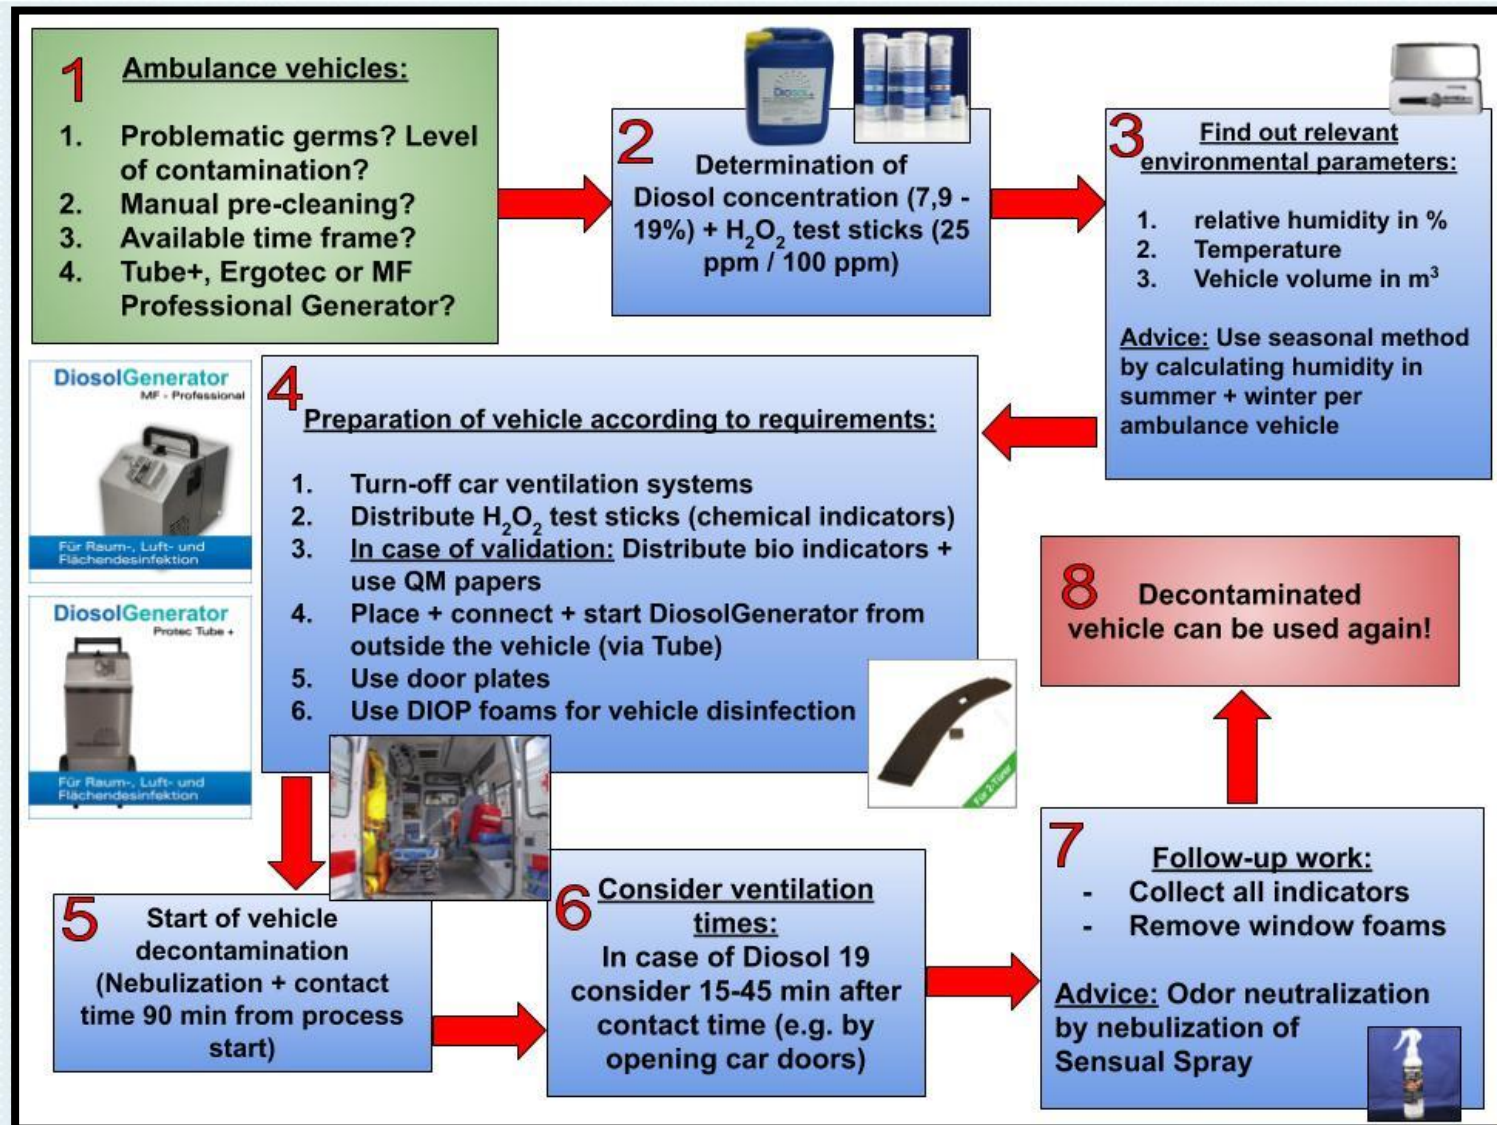 1
Ambulance vehicles:
1. Problematic germs? Level
of contamination?
2. Manual pre-cleaning?
3. Available time frame?
4. Tube+, Ergotec or MF
Professional Generator?
2
Determination of
Diosol concentration (7,9 -
19%) + H₂O₂ test sticks (25
ppm / 100 ppm)
3
Find out relevant
environmental parameters:
1. relative humidity in %
2. Temperature
3. Vehicle volume in m³
Advice: Use seasonal method
by calculating humidity in
summer + winter per
ambulance vehicle
DiosolGenerator
MF - Professional
Für Raum-, Luft- und
Flächendesinfektion
DiosolGenerator
Protec Tube +
Für Raum-, Luft- und
Flächendesinfektion
4
Preparation of vehicle according to requirements:
1. Turn-off car ventilation systems
2. Distribute H₂O₂ test sticks (chemical indicators)
3. In case of validation: Distribute bio indicators +
use QM papers
4. Place + connect + start DiosolGenerator from
outside the vehicle (via Tube)
5. Use door plates
6. Use DIOP foams for vehicle disinfection
Für 2-Türer
5
Start of vehicle
decontamination
(Nebulization + contact
time 90 min from process
start)
6
Consider ventilation
times:
In case of Diosol 19
consider 15-45 min after
contact time (e.g. by
opening car doors)
7
Follow-up work:
- Collect all indicators
- Remove window foams
Advice: Odor neutralization
by nebulization of
Sensual Spray
8
Decontaminated
vehicle can be used again!